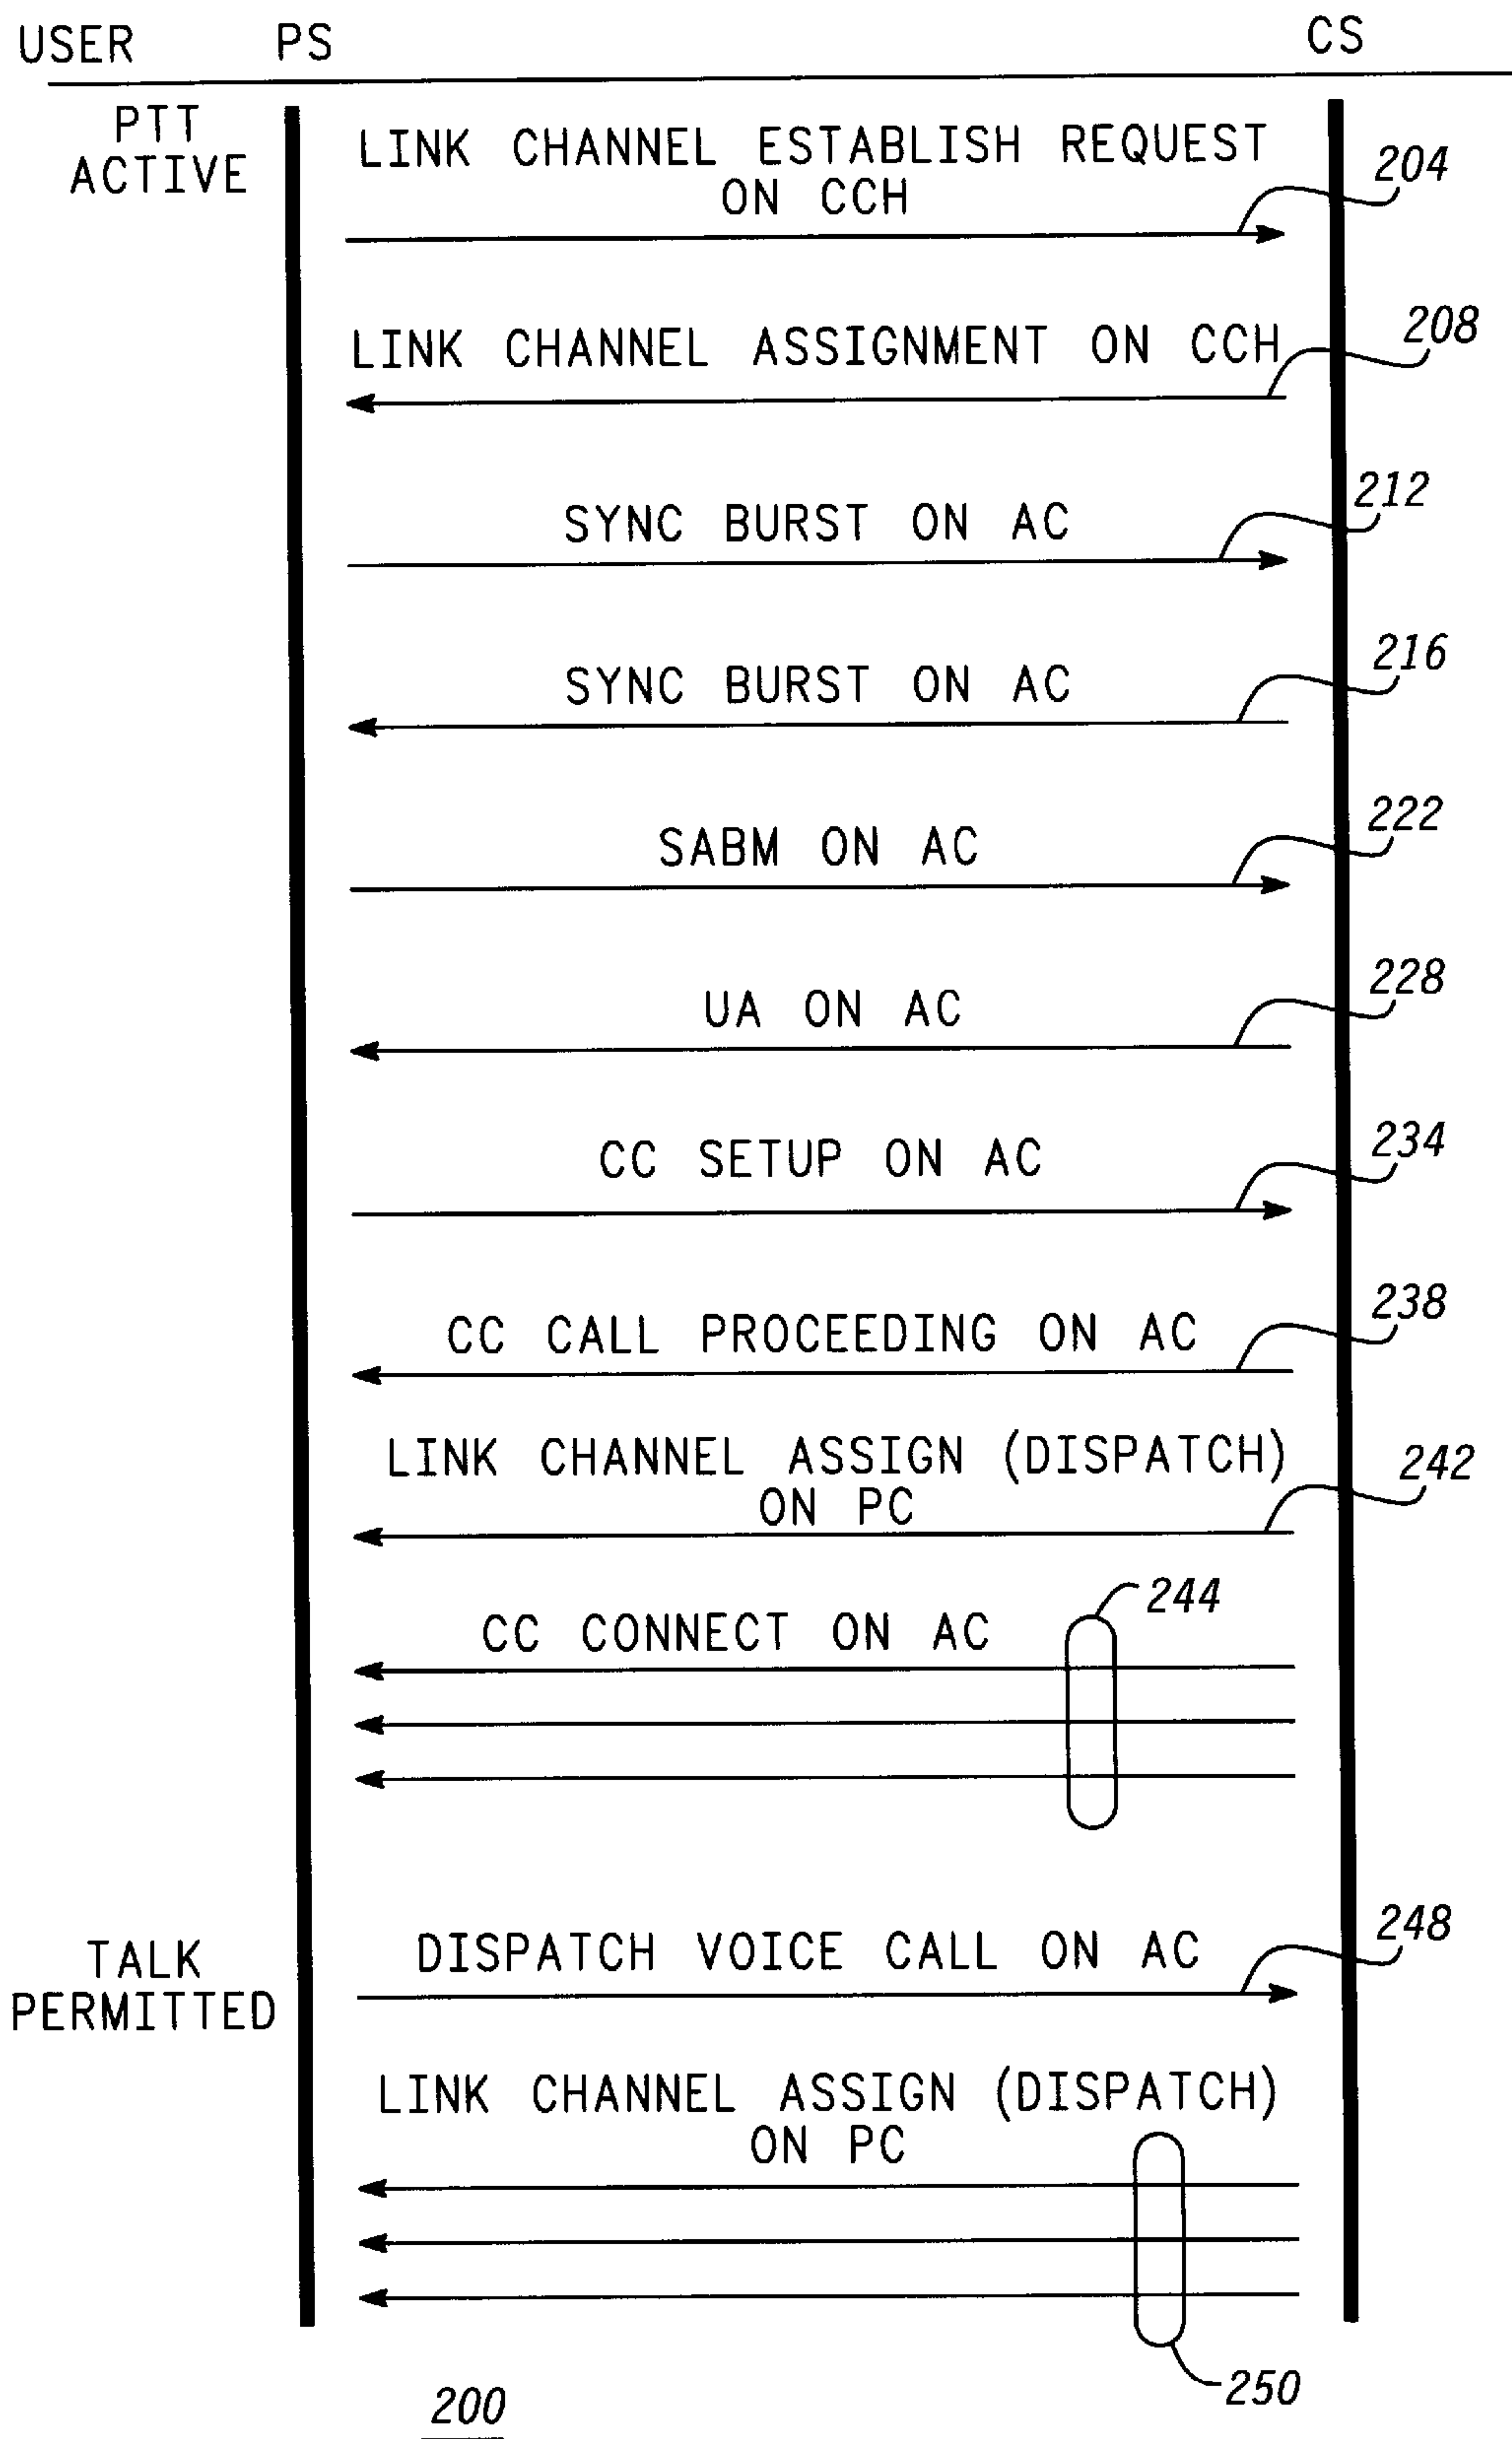 USER PS CS
PTT
ACTIVE
LINK CHANNEL ESTABLISH REQUEST
ON CCH
204
LINK CHANNEL ASSIGNMENT ON CCH
208
SYNC BURST ON AC
212
SYNC BURST ON AC
216
SABM ON AC
222
UA ON AC
228
CC SETUP ON AC
234
CC CALL PROCEEDING ON AC
238
LINK CHANNEL ASSIGN (DISPATCH)
ON PC
242
CC CONNECT ON AC
244
TALK
PERMITTED
DISPATCH VOICE CALL ON AC
248
LINK CHANNEL ASSIGN (DISPATCH)
ON PC
250
200